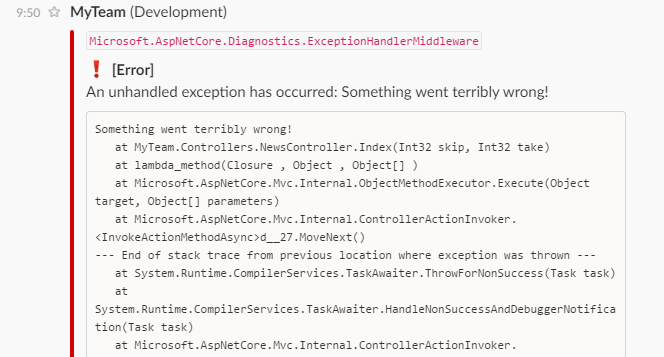 9:50 MyTeam (Development)
Microsoft.AspNetCore.Diagnostics.ExceptionHandlerMiddleware
[Error]
An unhandled exception has occurred: Something went terribly wrong!
Something went terribly wrong!
at MyTeam.Controllers.NewsController.Index(Int32 skip, Int32 take)
at lambda_method(Closure , Object , Object[] )
at Microsoft.AspNetCore.Mvc.Internal.ObjectMethodExecutor.Execute(Object
target, Object[] parameters)
at Microsoft.AspNetCore.Mvc.Internal.ControllerActionInvoker.
<InvokeActionMethodAsync>d__27.MoveNext()
--- End of stack trace from previous location where exception was thrown ---
at System.Runtime.CompilerServices.TaskAwaiter.ThrowForNonSuccess(Task task)
at
System.Runtime.CompilerServices.TaskAwaiter.HandleNonSuccessAndDebuggerNotifica
tion(Task task)
at Microsoft.AspNetCore.Mvc.Internal.ControllerActionInvoker.